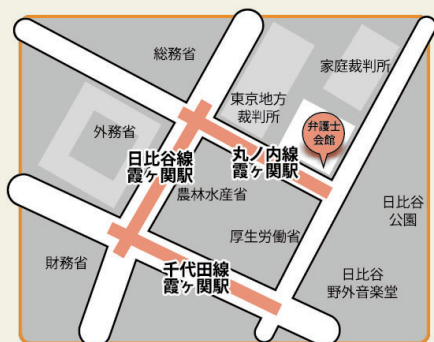 総務省
家庭裁判所
東京地方
裁判所
弁護士
会館
外務省
日比谷線
霞ヶ関駅
丸ノ内線
霞ヶ関駅
農林水産省
日比谷
公園
厚生労働省
財務省
千代田線
霞ヶ関駅
日比谷
野外音楽堂